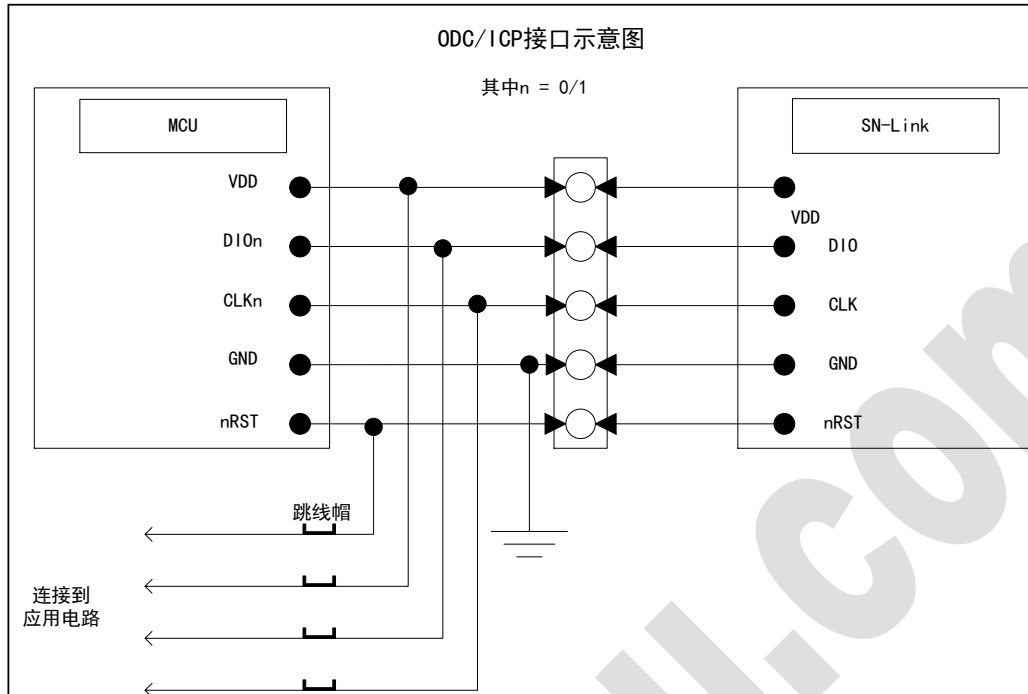 ODC/ICP接口示意图
其中n = 0/1
MCU
SN-Link
VDD
VDD
DIOn
DIO
CLKn
CLK
GND
GND
nRST
nRST
跳线帽
连接到
应用电路